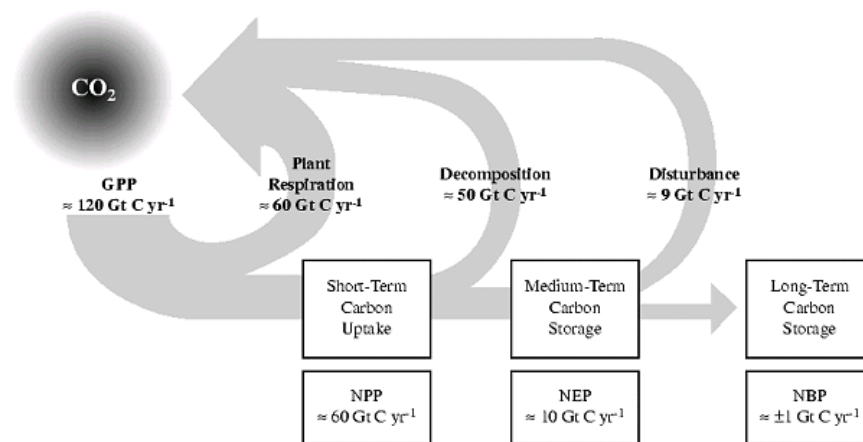 CO₂
GPP
≈ 120 Gt C yr⁻¹
Plant
Respiration
≈ 60 Gt C yr⁻¹
Decomposition
≈ 50 Gt C yr⁻¹
Disturbance
≈ 9 Gt C yr⁻¹
Short-Term
Carbon
Uptake
Medium-Term
Carbon
Storage
Long-Term
Carbon
Storage
NPP
≈ 60 Gt C yr⁻¹
NEP
≈ 10 Gt C yr⁻¹
NBP
≈ ±1 Gt C yr⁻¹